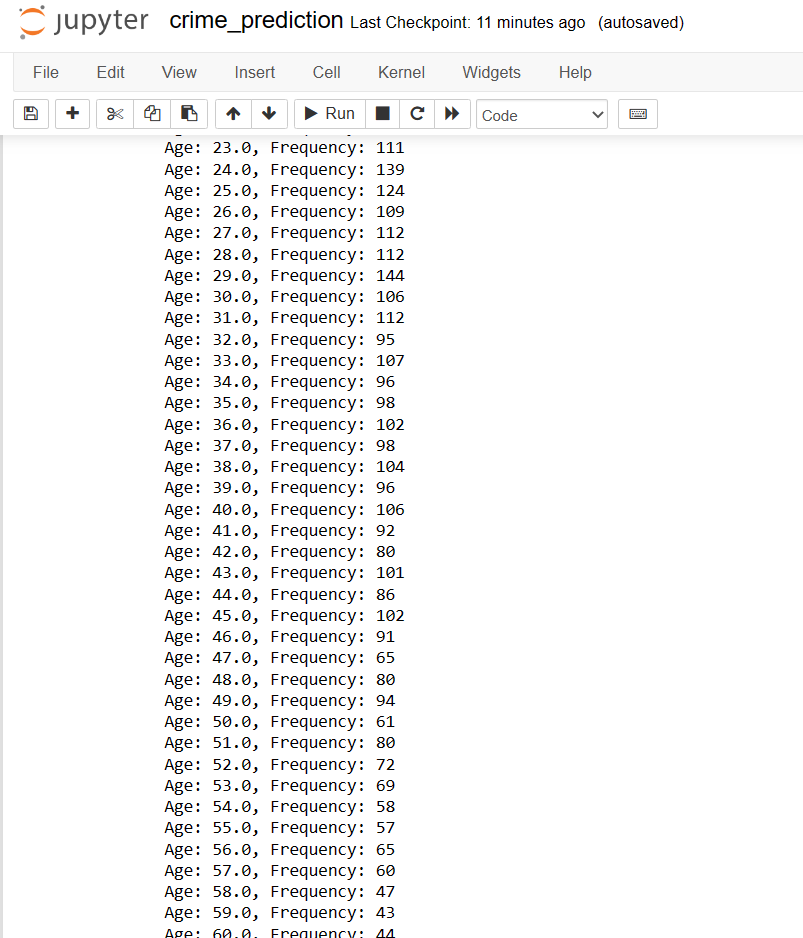 jupyter crime_prediction Last Checkpoint: 11 minutes ago (autosaved)
File Edit View Insert Cell Kernel Widgets Help
Run Code
Age: 23.0, Frequency: 111
Age: 24.0, Frequency: 139
Age: 25.0, Frequency: 124
Age: 26.0, Frequency: 109
Age: 27.0, Frequency: 112
Age: 28.0, Frequency: 112
Age: 29.0, Frequency: 144
Age: 30.0, Frequency: 106
Age: 31.0, Frequency: 112
Age: 32.0, Frequency: 95
Age: 33.0, Frequency: 107
Age: 34.0, Frequency: 96
Age: 35.0, Frequency: 98
Age: 36.0, Frequency: 102
Age: 37.0, Frequency: 98
Age: 38.0, Frequency: 104
Age: 39.0, Frequency: 96
Age: 40.0, Frequency: 106
Age: 41.0, Frequency: 92
Age: 42.0, Frequency: 80
Age: 43.0, Frequency: 101
Age: 44.0, Frequency: 86
Age: 45.0, Frequency: 102
Age: 46.0, Frequency: 91
Age: 47.0, Frequency: 65
Age: 48.0, Frequency: 80
Age: 49.0, Frequency: 94
Age: 50.0, Frequency: 61
Age: 51.0, Frequency: 80
Age: 52.0, Frequency: 72
Age: 53.0, Frequency: 69
Age: 54.0, Frequency: 58
Age: 55.0, Frequency: 57
Age: 56.0, Frequency: 65
Age: 57.0, Frequency: 60
Age: 58.0, Frequency: 47
Age: 59.0, Frequency: 43
Age: 60.0, Frequency: 44